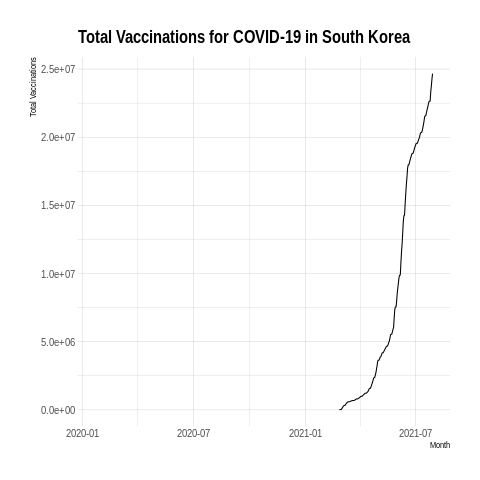 Total Vaccinations for COVID-19 in South Korea
Total Vaccinations
2.5e+07
2.0e+07
1.5e+07
1.0e+07
5.0e+06
0.0e+00
2020-01 2020-07 2021-01 2021-07
Month